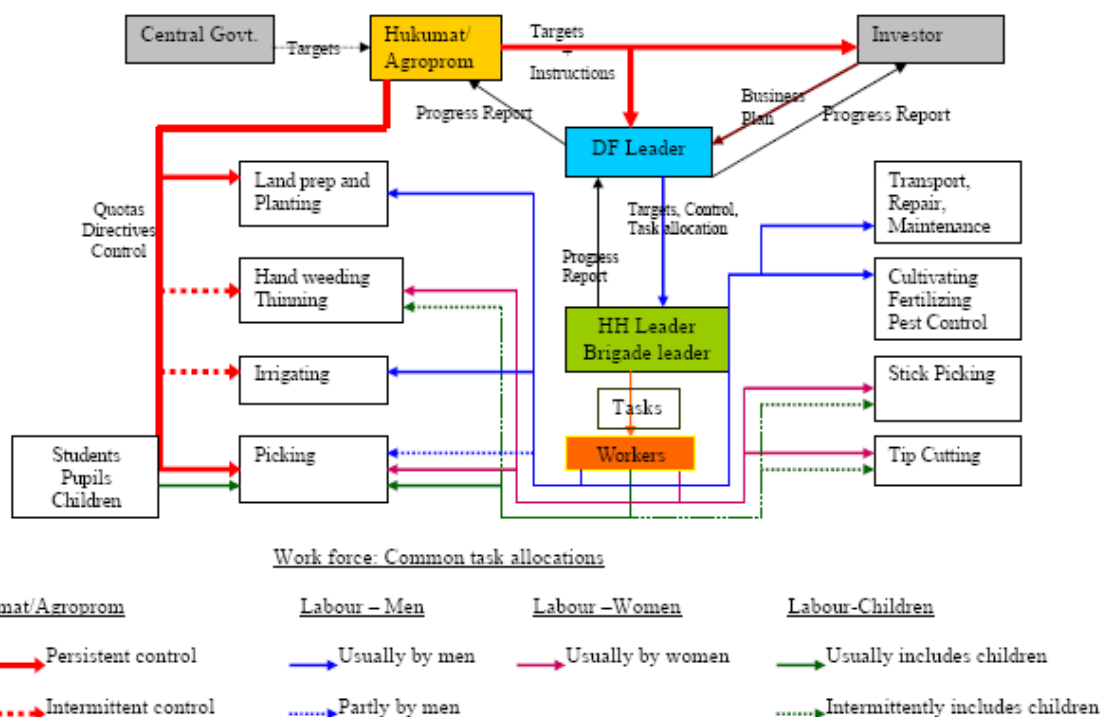 Central Govt.
Targets
Hukumat/
Agroprom
Targets
+
Instructions
Investor
Progress Report
Business
Plan
Progress Report
DF Leader
Land prep and
Planting
Quotas
Directives
Control
Targets, Control,
Task allocation
Transport,
Repair,
Maintenance
Progress
Report
Hand weeding
Thinning
Cultivating
Fertilizing
Pest Control
HH Leader
Brigade leader
Irrigating
Stick Picking
Tasks
Students
Pupils
Children
Picking
Workers
Tip Cutting
Work force: Common task allocations
mat/Agroprom
Labour – Men
Labour –Women
Labour-Children
Persistent control
Usually by men
Usually by women
Usually includes children
Intermittent control
Partly by men
Intermittently includes children